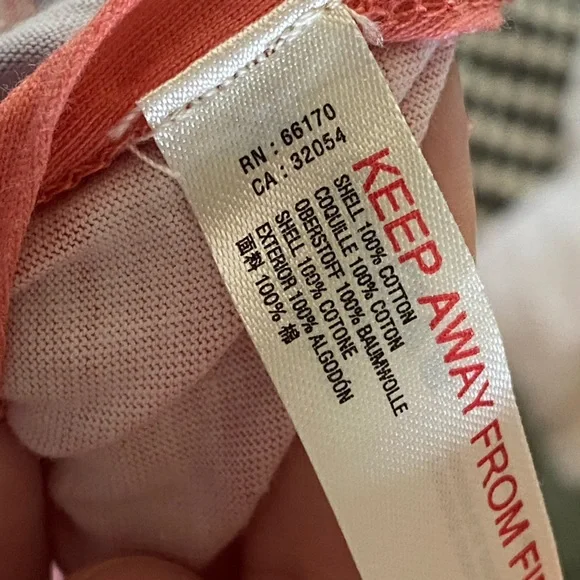 RN : 66170
CA : 32054
KEEP AWAY FROM FI
SHELL 100% COTTON
COQUILLE 100% COTON
OBERSTOFF 100% BAUMWOLLE
SHELL 100% COTONE
EXTERIOR 100% ALGODÓN
面料 100% 棉